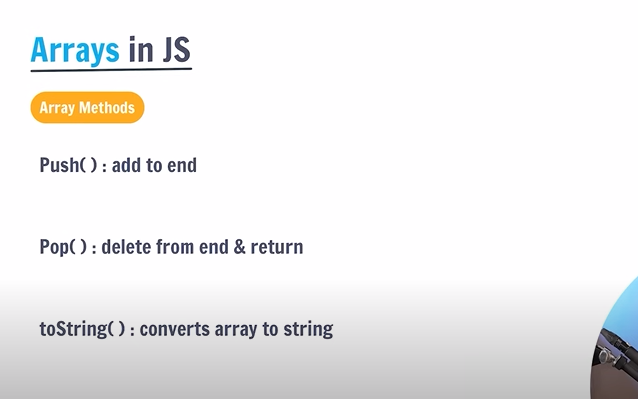 Arrays in JS
Array Methods
Push( ) : add to end
Pop( ) : delete from end & return
toString( ) : converts array to string